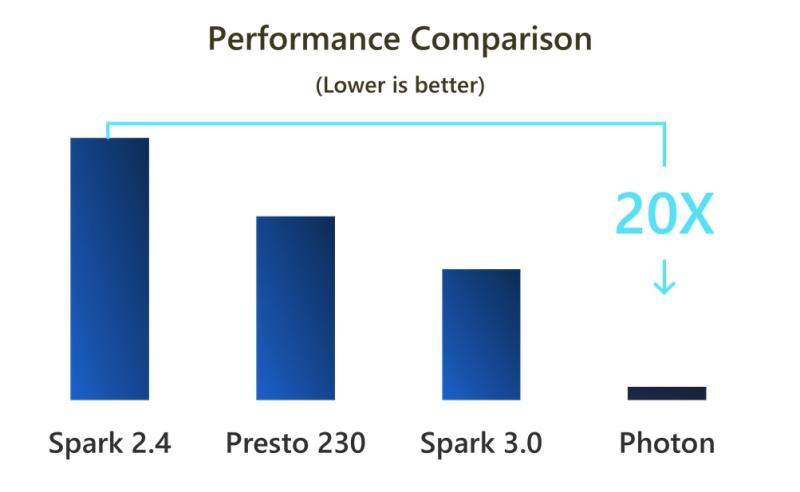 Performance Comparison
(Lower is better)
20X
Spark 2.4
Presto 230
Spark 3.0
Photon